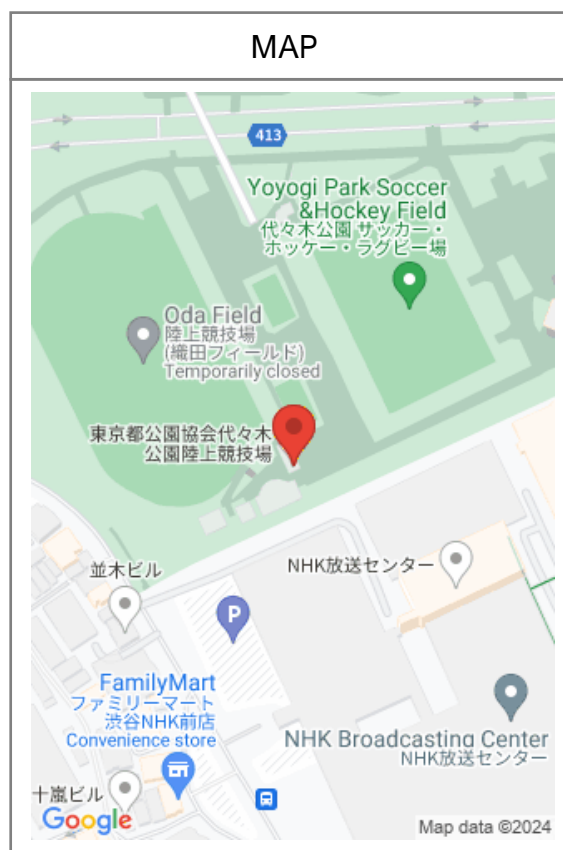 MAP
413
Yoyogi Park Soccer
&Hockey Field
代々木公園 サッカー・
ホッケー・ラグビー場
Oda Field
陸上競技場
(織田フィールド)
Temporarily closed
東京都公園協会代々木
公園陸上競技場
NHK放送センター
並木ビル
P
FamilyMart
ファミリーマート
渋谷NHK前店
Convenience store
NHK Broadcasting Center
NHK放送センター
十嵐ビル
Google
Map data ©2024